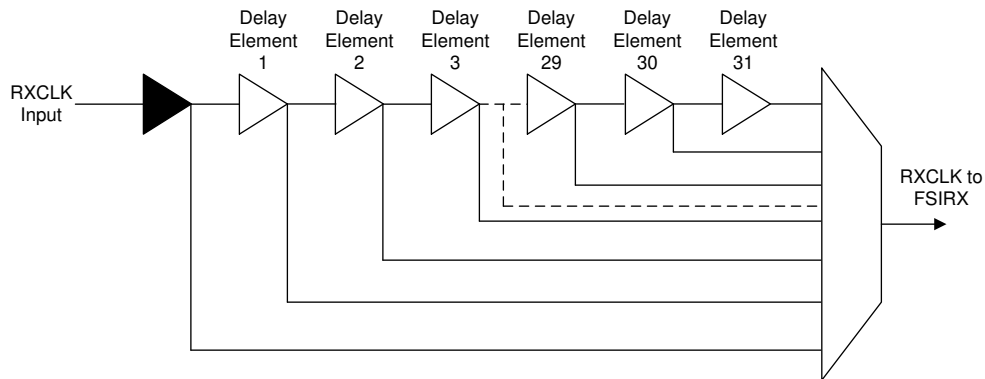 Delay
Element
1
Delay
Element
2
Delay
Element
3
Delay
Element
29
Delay
Element
30
Delay
Element
31
RXCLK
Input
RXCLK to
FSIRX